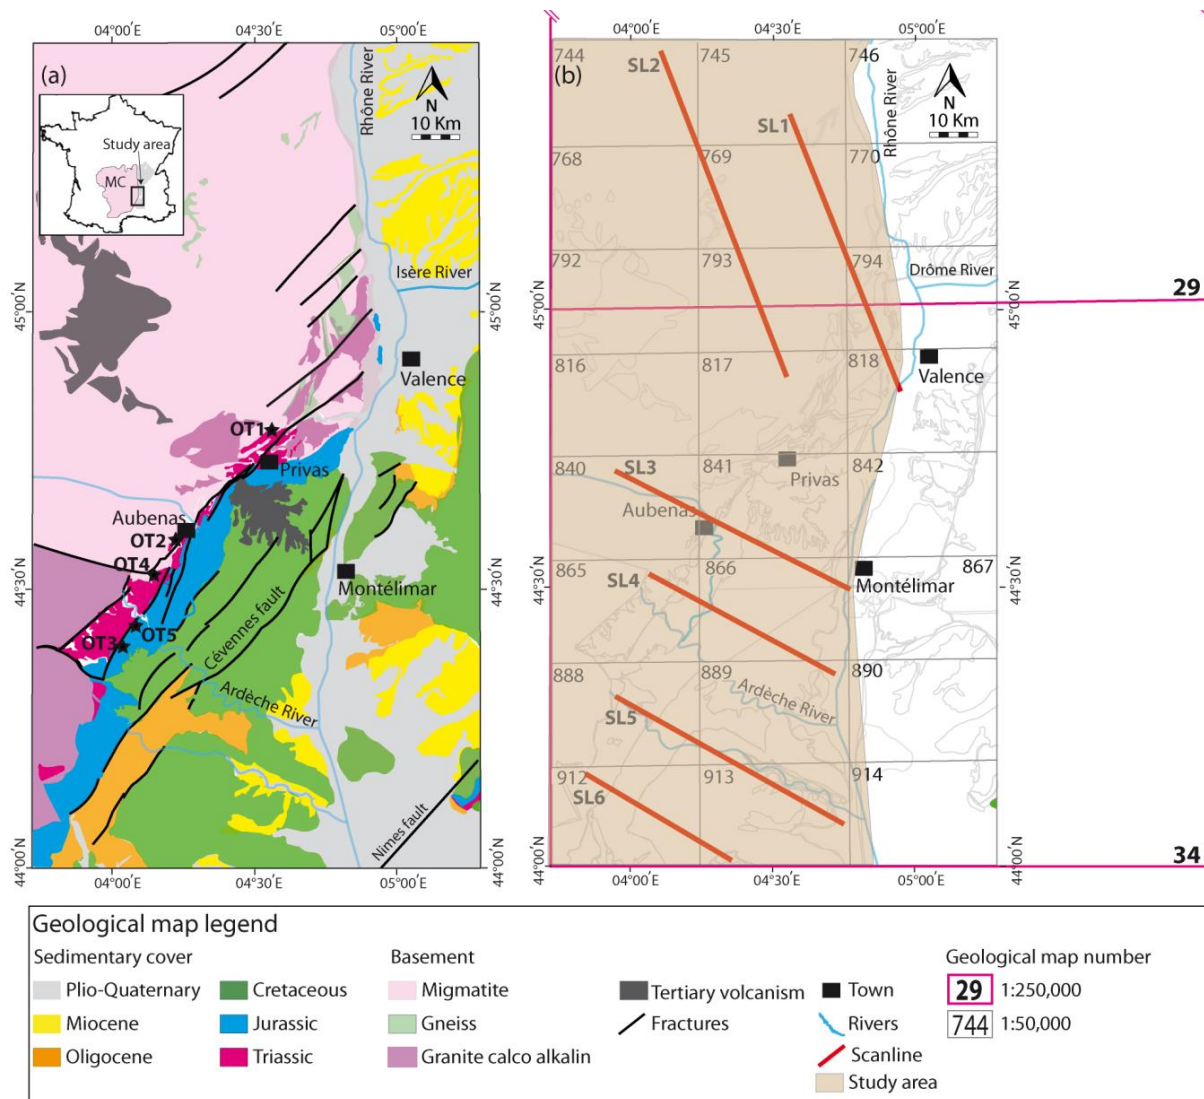 04°00'E 04°30'E 05°00'E
(a)
Rhône River
N
10 Km
Study area
MC
Isère River
45°00'N
45°00'N
Valence
OT1
Privas
Aubenas
OT2
OT4
44°30'N
44°30'N
Montélimar
OT5
OT3
Cévennes fault
Ardèche River
Nimes fault
44°00'N
44°00'N
04°00'E 04°30'E 05°00'E
04°00'E 04°30'E 05°00'E
744 745 746
(b)
SL2
Rhône River
N
10 Km
SL1
768 769 770
792 793 794
Drôme River
29
45°00'N
816 817 818
Valence
840 SL3 841 842
Privas
Aubenas
865 866 867
SL4
Montélimar
44°30'N
888 889 890
SL5
Ardèche River
912 913 914
SL6
34
44°00'N
04°00'E 04°30'E 05°00'E
Geological map legend
Sedimentary cover
Plio-Quaternary
Miocene
Oligocene
Cretaceous
Jurassic
Triassic
Basement
Migmatite
Gneiss
Granite calco alkalin
Tertiary volcanism
Fractures
Town
Rivers
Scanline
Study area
Geological map number
29 1:250,000
744 1:50,000